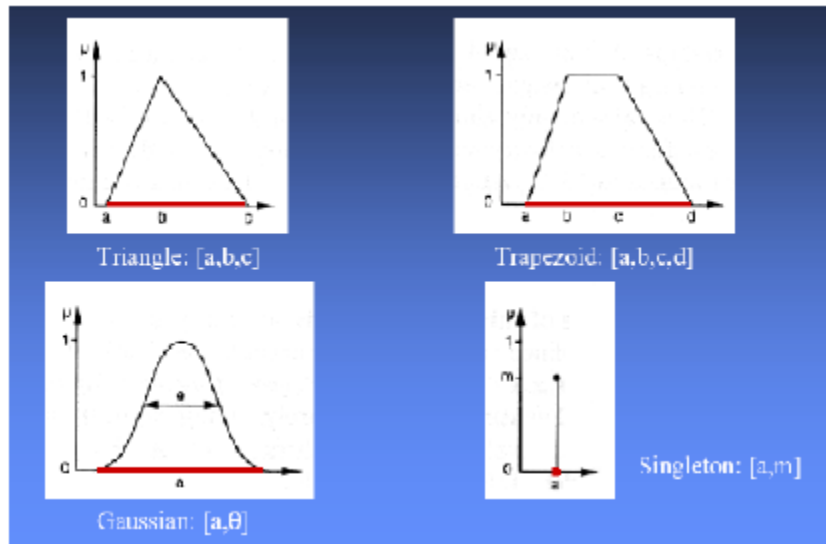 μ
1
0
a b c
Triangle: [a,b,c]
μ
1
0
a b c d
Trapezoid: [a,b,c,d]
μ
1
0
a
Gaussian: [a,θ]
μ
1
m
0
a
Singleton: [a,m]